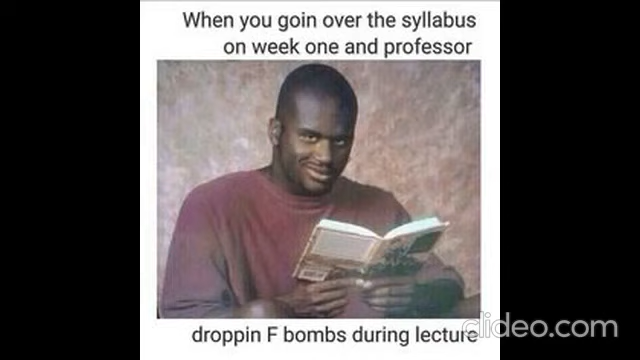 When you goin over the syllabus
on week one and professor
droppin F bombs during lecture
clideo.com